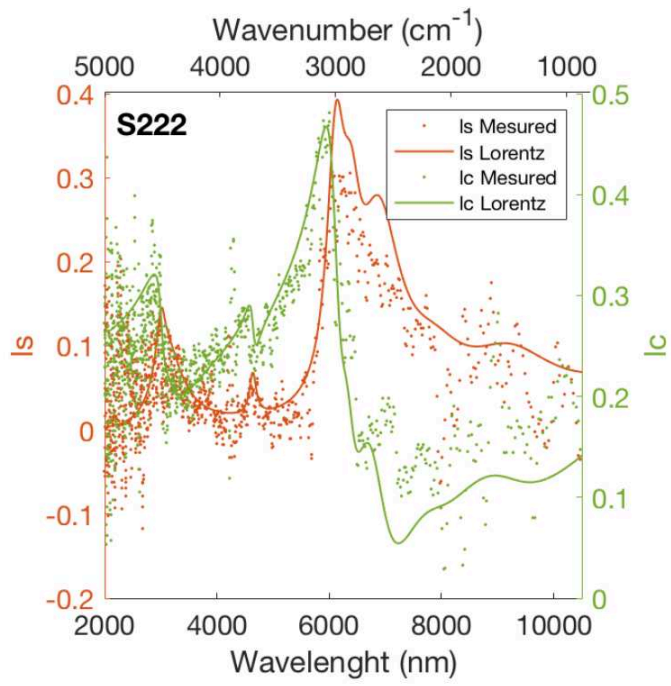 Wavenumber (cm⁻¹)
5000 4000 3000 2000 1000
0.4 0.5
S222
Is Mesured
Is Lorentz
Ic Mesured
Ic Lorentz
0.3 0.4
0.2 0.3
Is 0.1 Ic
0 0.2
-0.1 0.1
-0.2 0
2000 4000 6000 8000 10000
Wavelenght (nm)